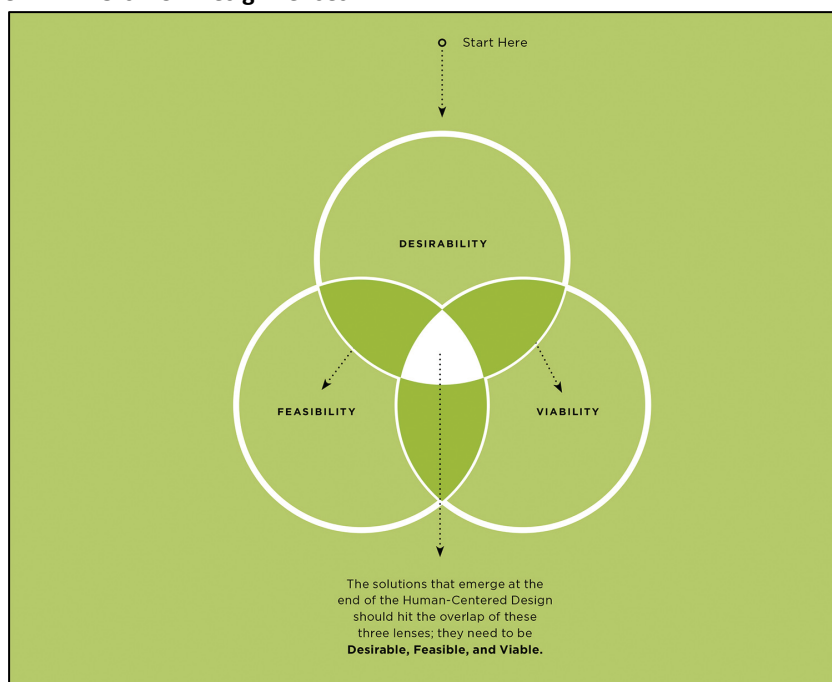 Start Here
DESIRABILITY
FEASIBILITY
VIABILITY
The solutions that emerge at the
end of the Human-Centered Design
should hit the overlap of these
three lenses; they need to be
Desirable, Feasible, and Viable.